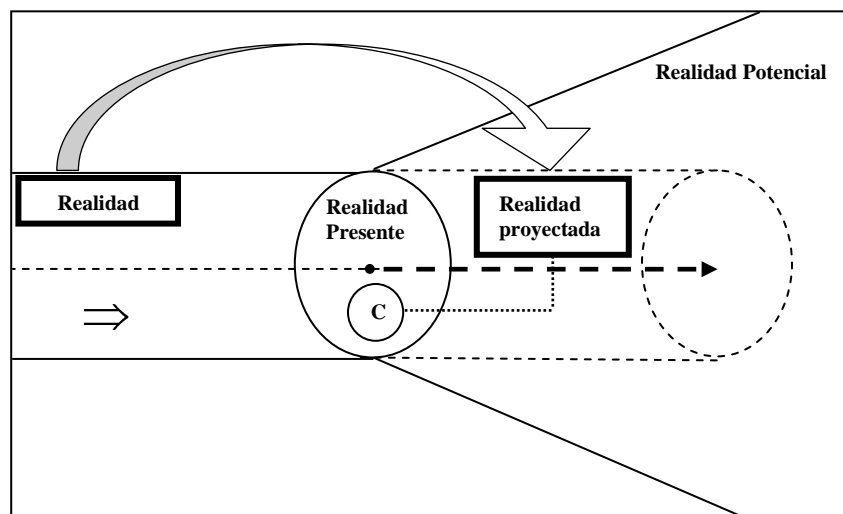 Realidad Potencial
Realidad
Realidad
Presente
Realidad
proyectada
C